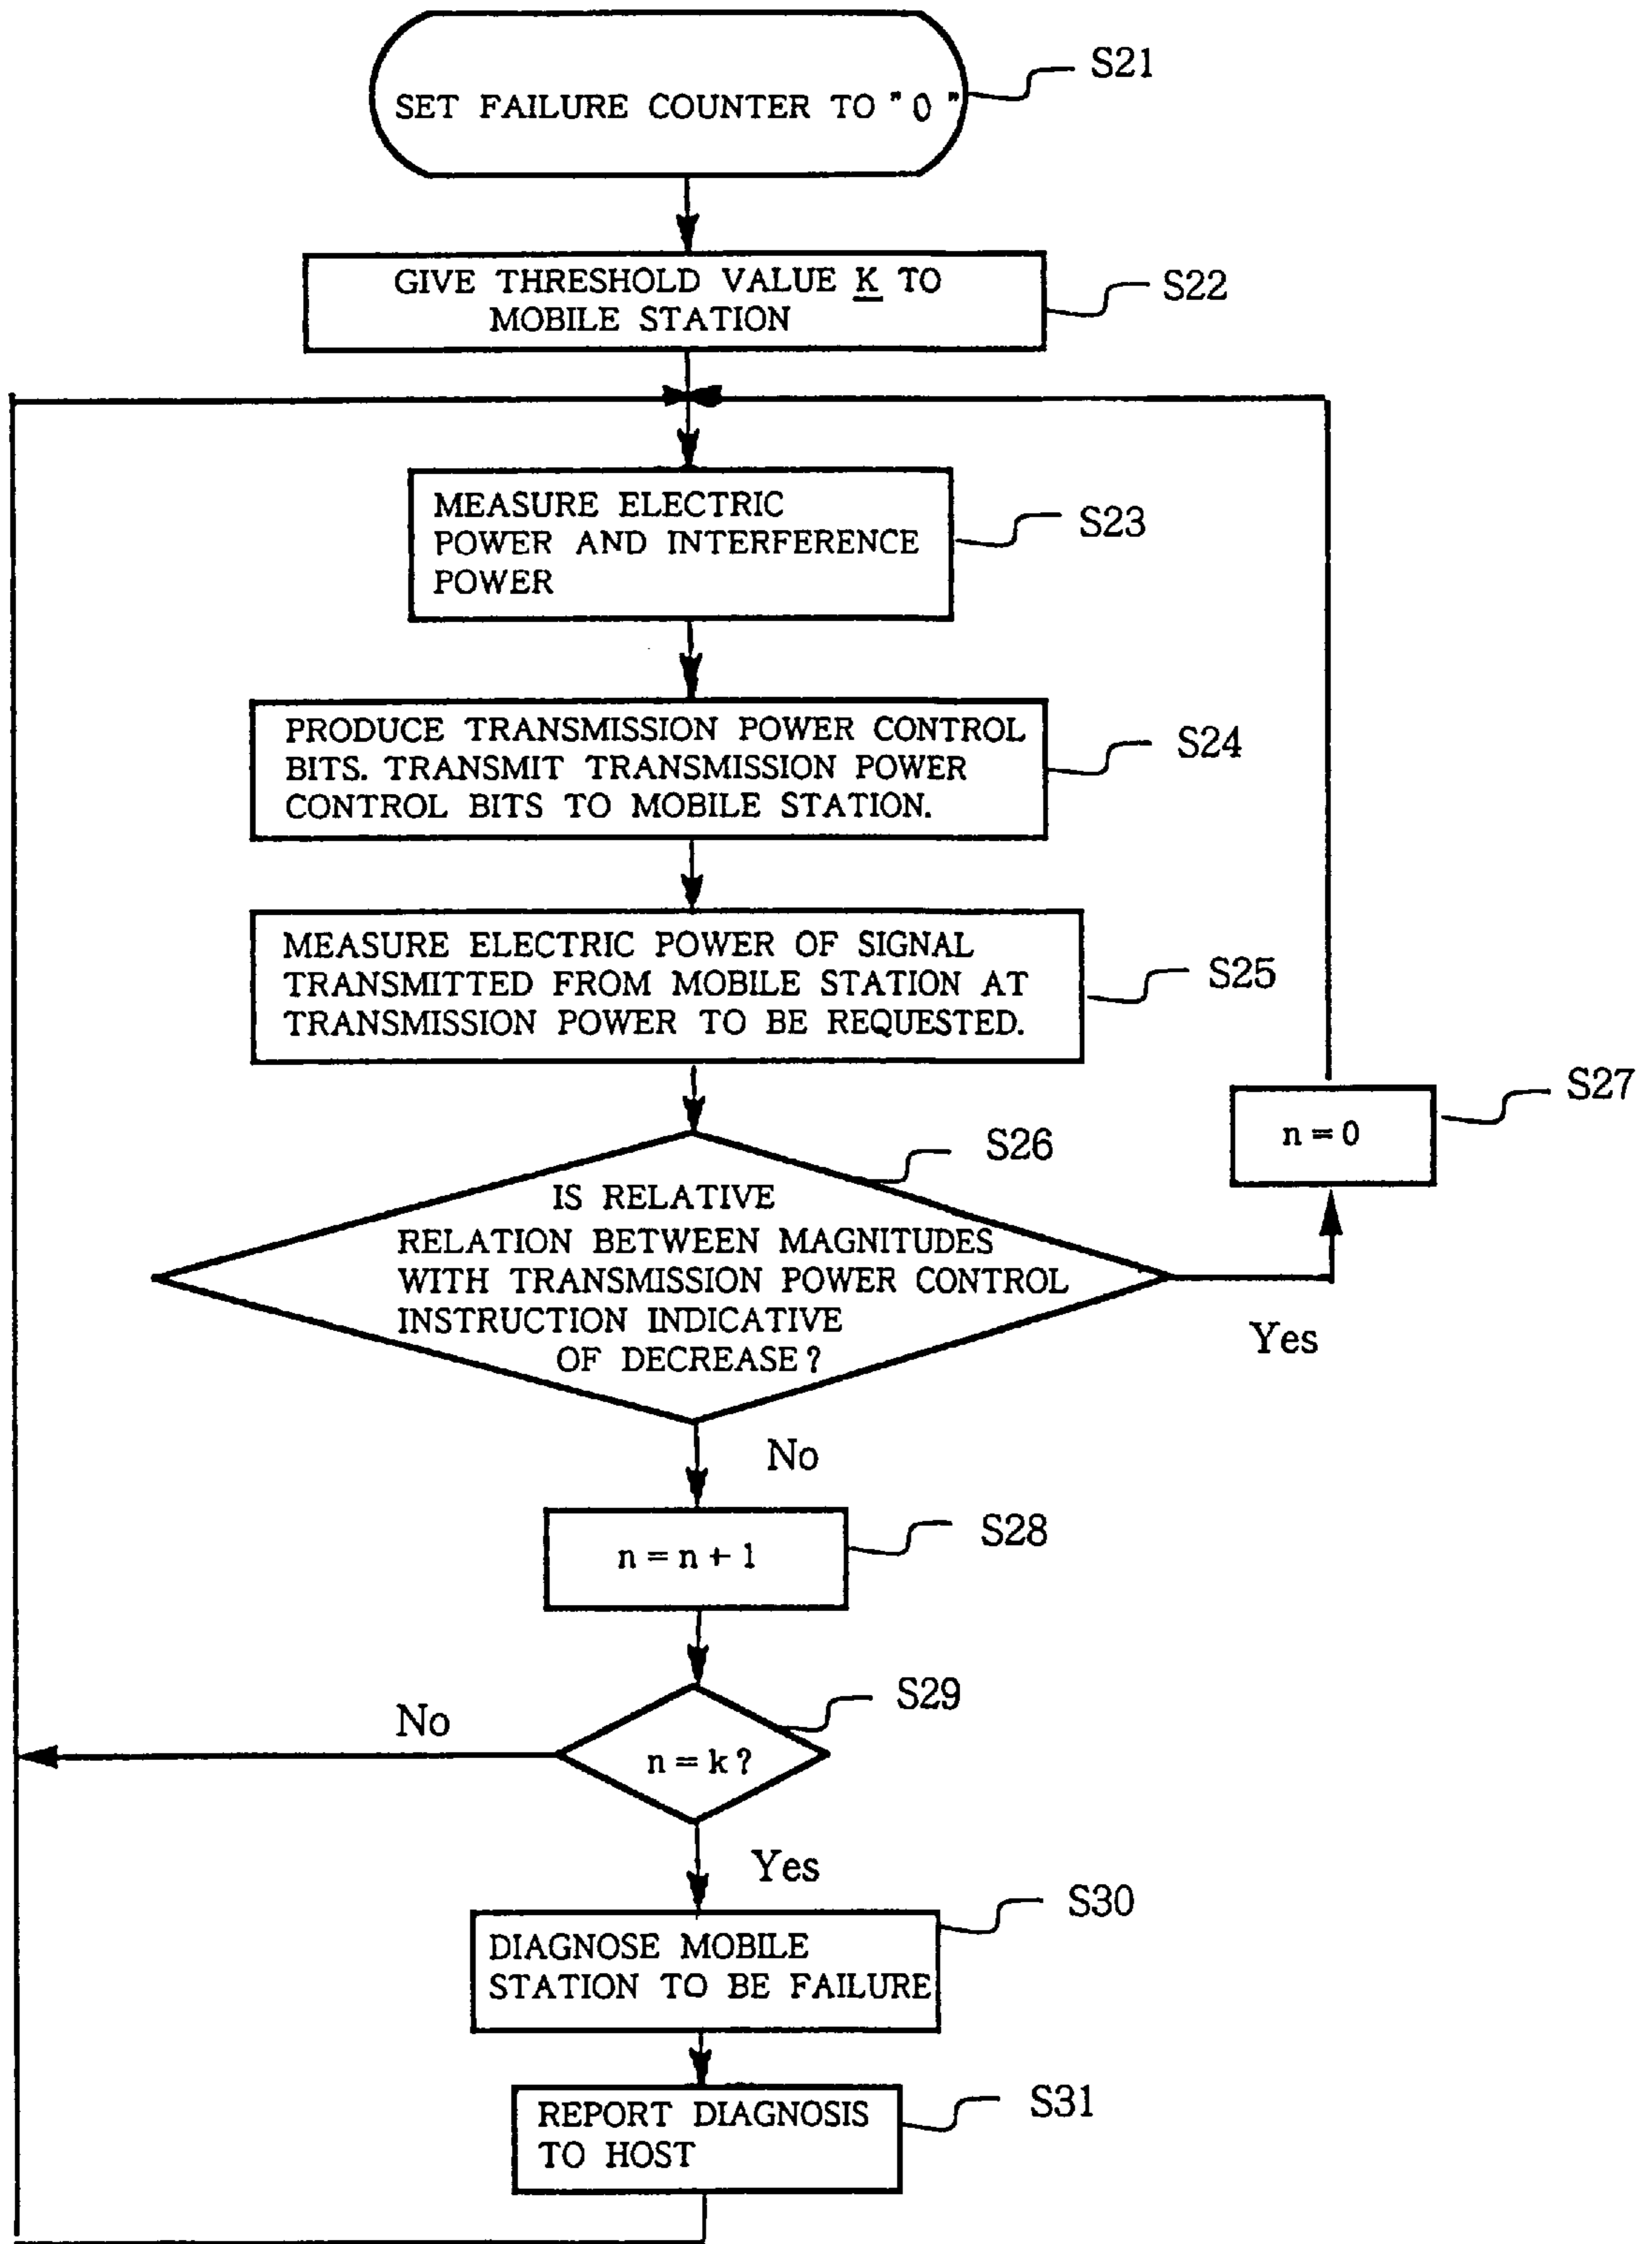 SET FAILURE COUNTER TO "0"
S21
GIVE THRESHOLD VALUE K TO
MOBILE STATION
S22
MEASURE ELECTRIC
POWER AND INTERFERENCE
POWER
S23
PRODUCE TRANSMISSION POWER CONTROL
BITS. TRANSMIT TRANSMISSION POWER
CONTROL BITS TO MOBILE STATION.
S24
MEASURE ELECTRIC POWER OF SIGNAL
TRANSMITTED FROM MOBILE STATION AT
TRANSMISSION POWER TO BE REQUESTED.
S25
n = 0
S27
S26
IS RELATIVE
RELATION BETWEEN MAGNITUDES
WITH TRANSMISSION POWER CONTROL
INSTRUCTION INDICATIVE
OF DECREASE?
Yes
No
n = n + 1
S28
n = k?
S29
No
Yes
DIAGNOSE MOBILE
STATION TO BE FAILURE
S30
REPORT DIAGNOSIS
TO HOST
S31